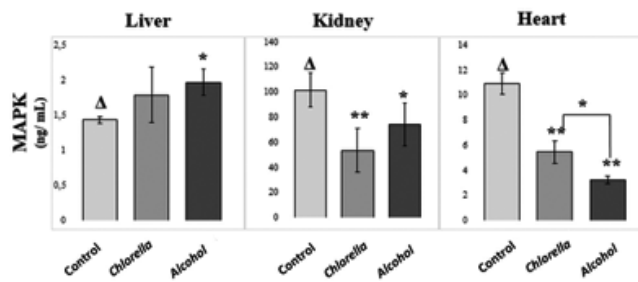 Liver
Kidney
Heart
MAPK
(ng/ mL)
2,5
2
1,5
1
0,5
0
Δ
*
Control
Chlorella
Alcohol
140
120
100
80
60
40
20
0
Δ
**
*
Control
Chlorella
Alcohol
14
12
10
8
6
4
2
0
Δ
**
*
**
Control
Chlorella
Alcohol